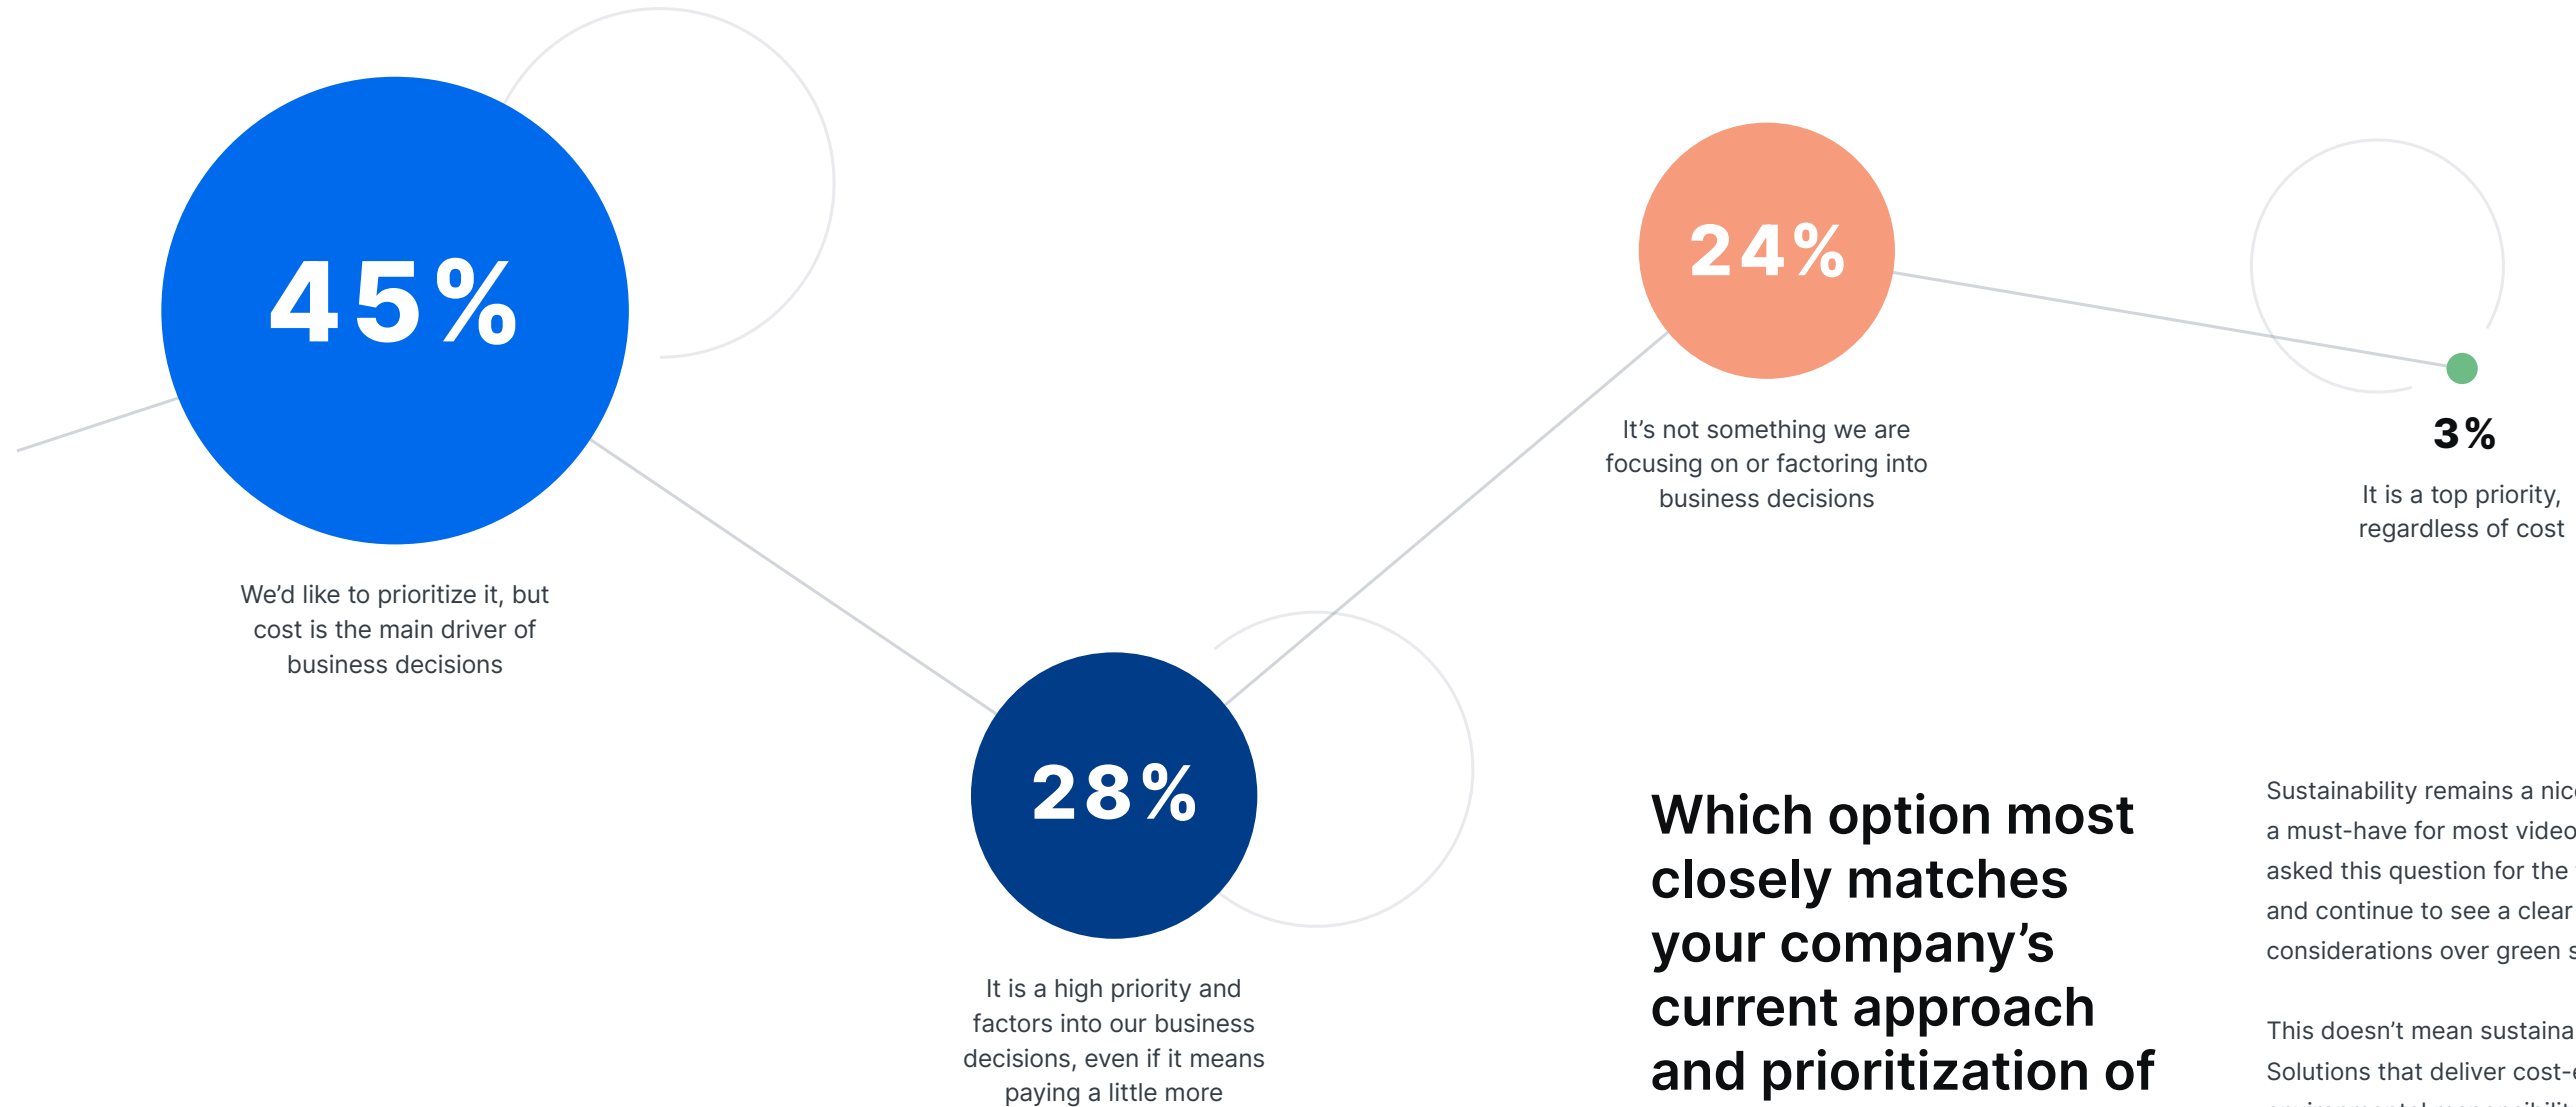 45%
We’d like to prioritize it, but
cost is the main driver of
business decisions
28%
It is a high priority and
factors into our business
decisions, even if it means
paying a little more
24%
It’s not something we are
focusing on or factoring into
business decisions
3%
It is a top priority,
regardless of cost
Which option most
closely matches
your company’s
current approach
and prioritization of
Sustainability remains a
a must-have for most video
asked this question for the
and continue to see a clear
considerations over green
This doesn’t mean
Solutions that deliver